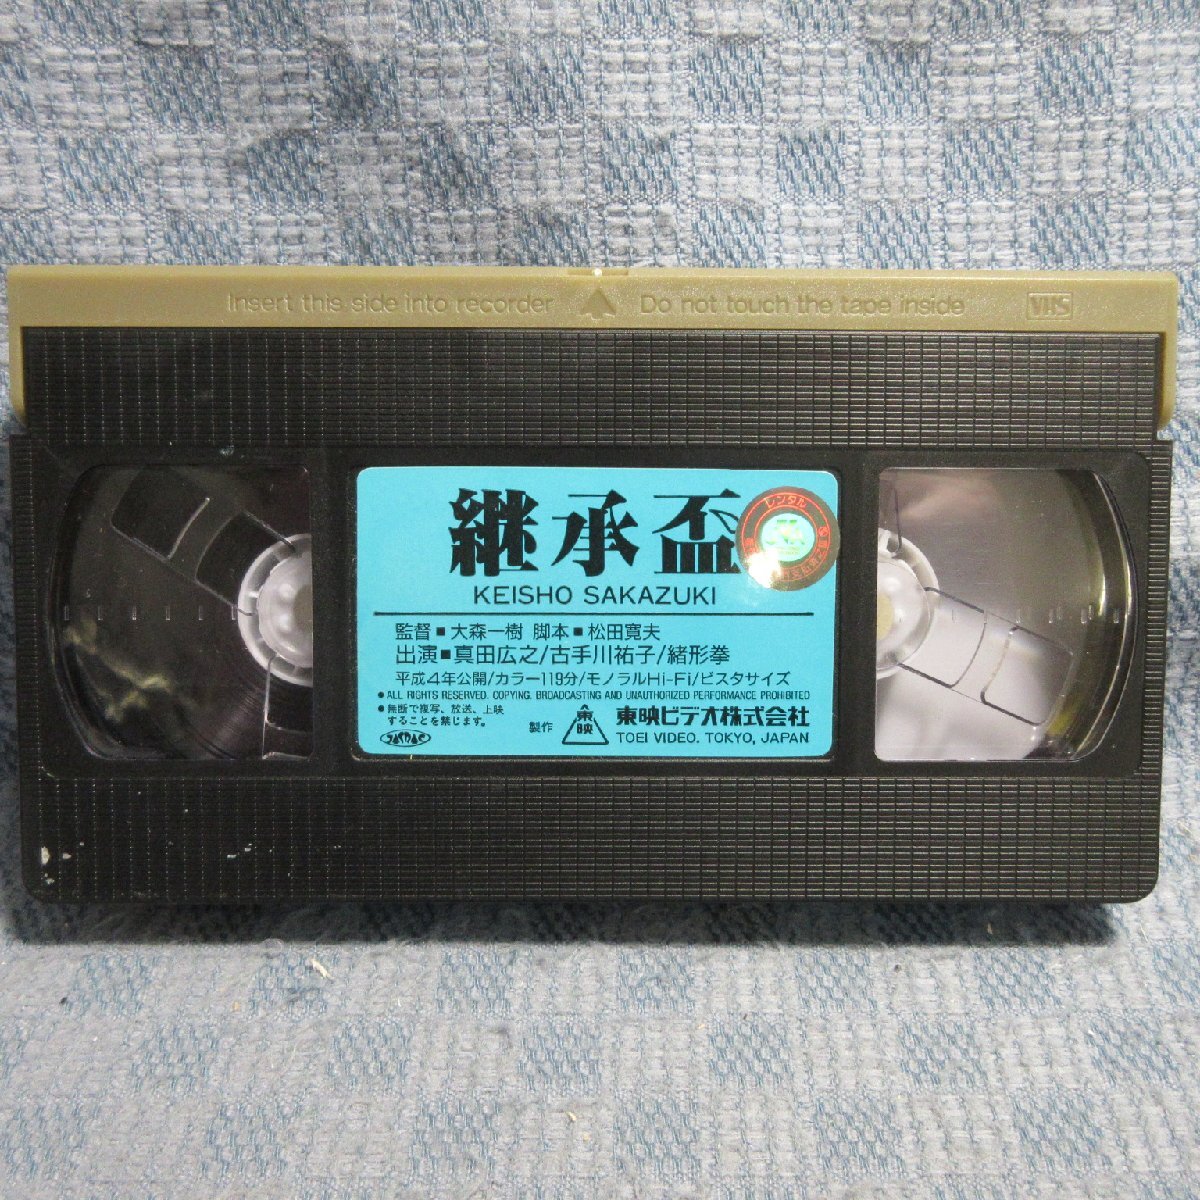 Insert this side into recorder Do not touch the tape inside VHS
継承盃
レンタル
KEISHO SAKAZUKI
監督■大森一樹 脚本■松田寛夫
出演■真田広之/古手川祐子/緒形拳
平成4年公開/カラー119分/モノラルHi-Fi/ビスタサイズ
●ALL RIGHTS RESERVED. COPYING. BROADCASTING AND UNAUTHORIZED PERFORMANCE PROHIBITED
●無断で複写、放送、上映
することを禁じます。
JASRAC
製作 東映 東映ビデオ株式会社
TOEI VIDEO. TOKYO, JAPAN